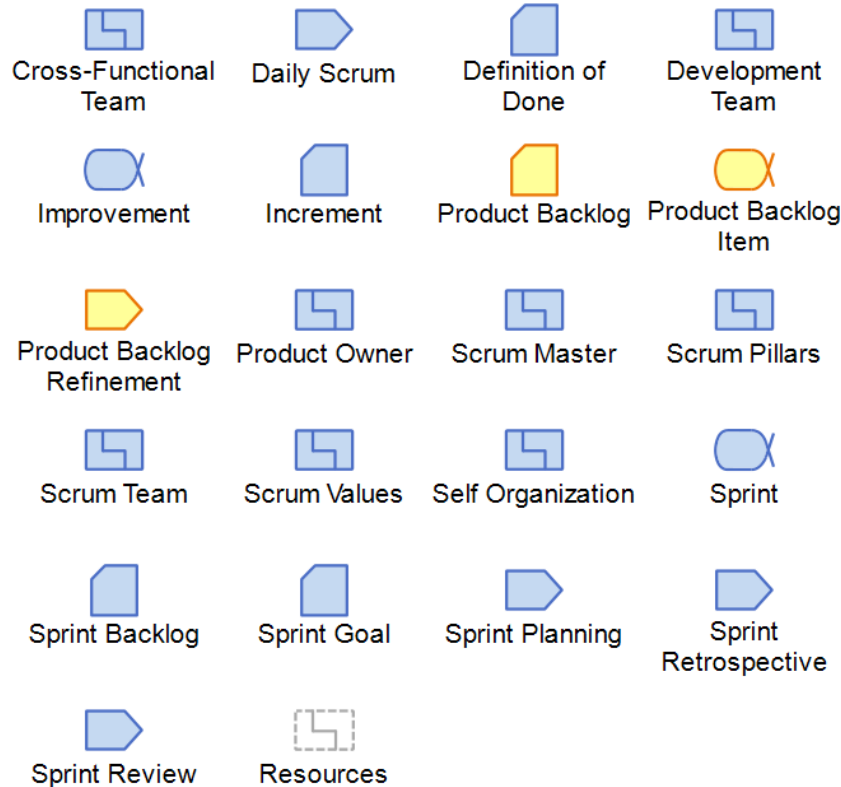 Cross-Functional
Team
Daily Scrum
Definition of
Done
Development
Team
Improvement
Increment
Product Backlog
Product Backlog
Item
Product Backlog
Refinement
Product Owner
Scrum Master
Scrum Pillars
Scrum Team
Scrum Values
Self Organization
Sprint
Sprint Backlog
Sprint Goal
Sprint Planning
Sprint
Retrospective
Sprint Review
Resources